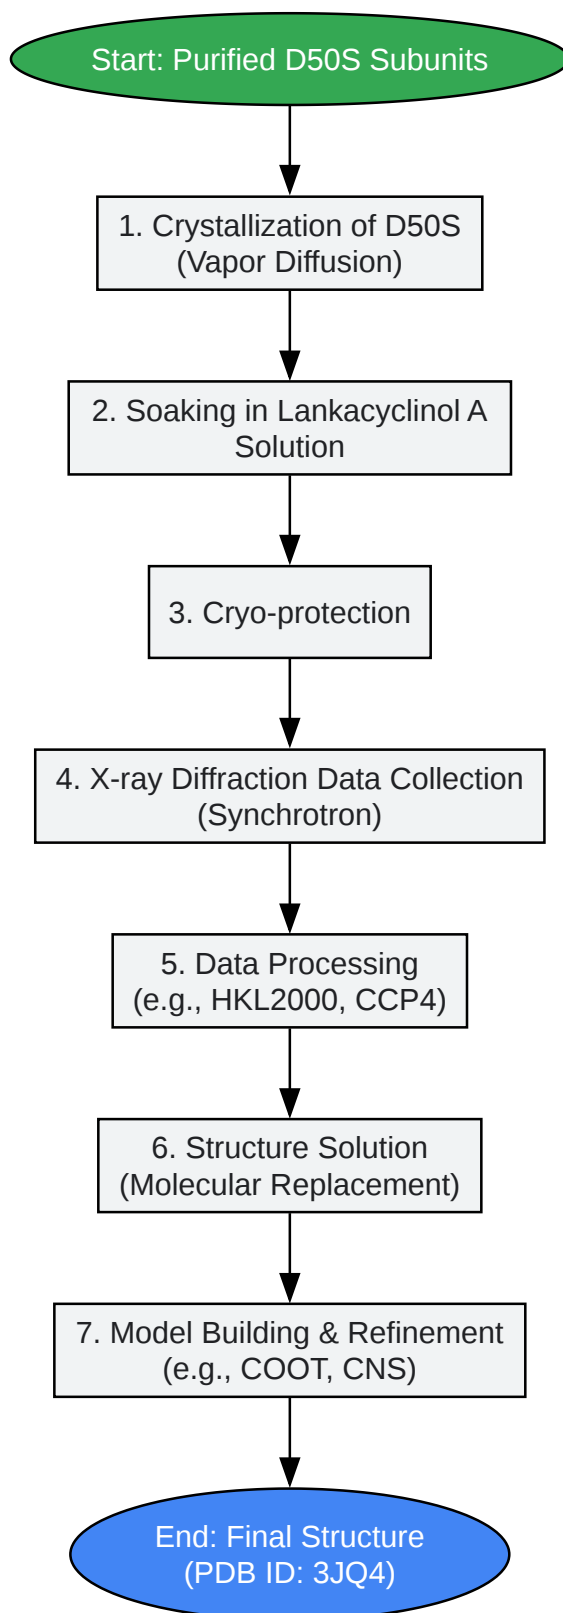 Start: Purified D50S Subunits
1. Crystallization of D50S
(Vapor Diffusion)
2. Soaking in Lankacyclinol A
Solution
3. Cryo-protection
4. X-ray Diffraction Data Collection
(Synchrotron)
5. Data Processing
(e.g., HKL2000, CCP4)
6. Structure Solution
(Molecular Replacement)
7. Model Building & Refinement
(e.g., COOT, CNS)
End: Final Structure
(PDB ID: 3JQ4)